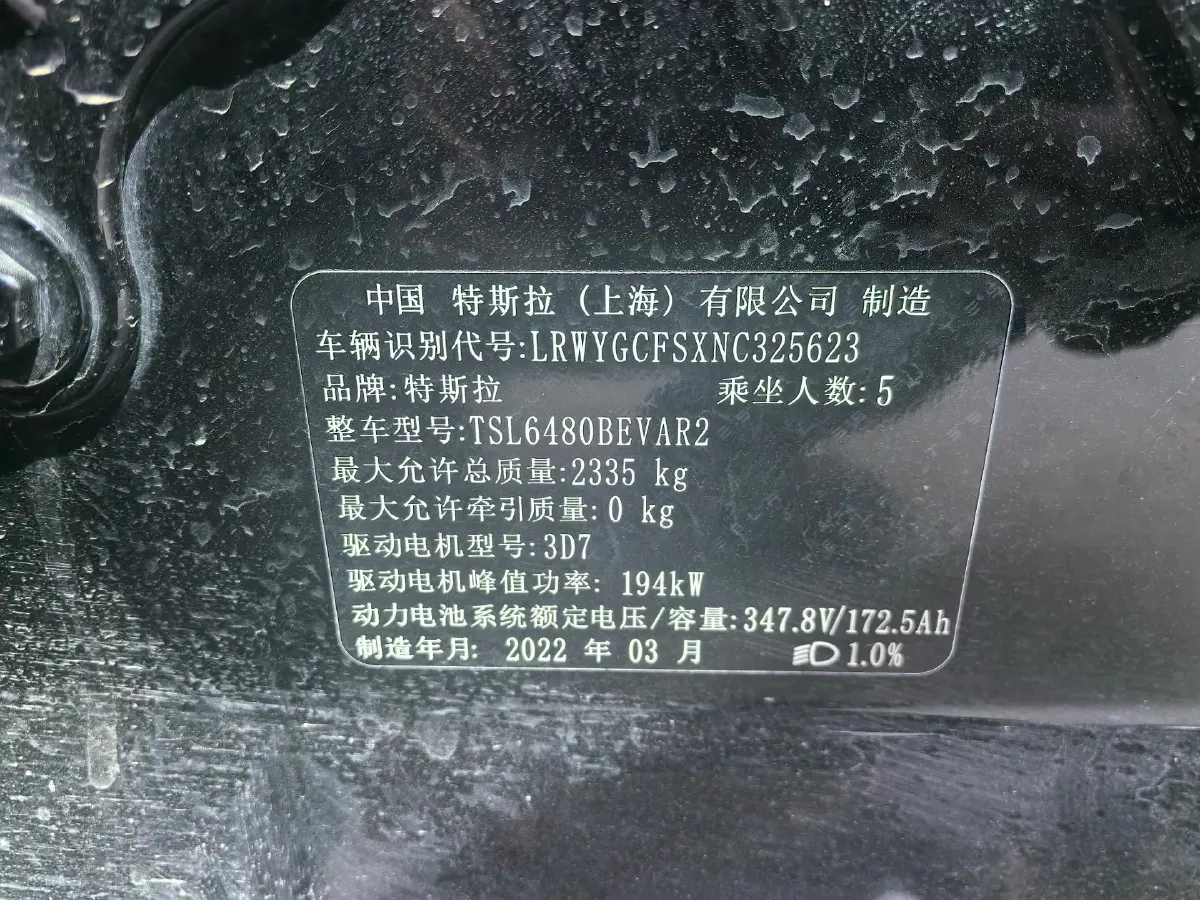 中国 特斯拉 (上海) 有限公司 制造
车辆识别代号:LRWYGCFSXNC325623
品牌:特斯拉 乘坐人数:5
整车型号:TSL6480BEVAR2
最大允许总质量:2335 kg
最大允许牵引质量:0 kg
驱动电机型号:3D7
驱动电机峰值功率: 194kW
动力电池系统额定电压/容量:347.8V/172.5Ah
制造年月: 2022 年 03 月 1.0%